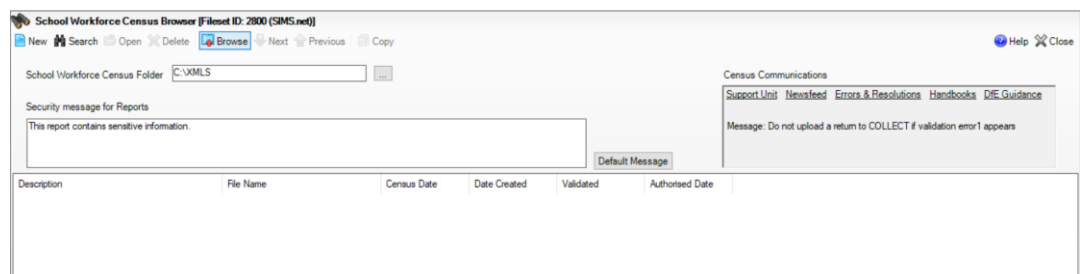 School Workforce Census Browser [Fileset ID: 2800 (SIMS.net)]
New Search Open Delete Browse Next Previous Copy Help Close
School Workforce Census Folder C:\XMLS ...
Census Communications
Support Unit Newsfeed Errors & Resolutions Handbooks DfE Guidance
Security message for Reports
This report contains sensitive information.
Message: Do not upload a return to COLLECT if validation error1 appears
Default Message
Description File Name Census Date Date Created Validated Authorised Date